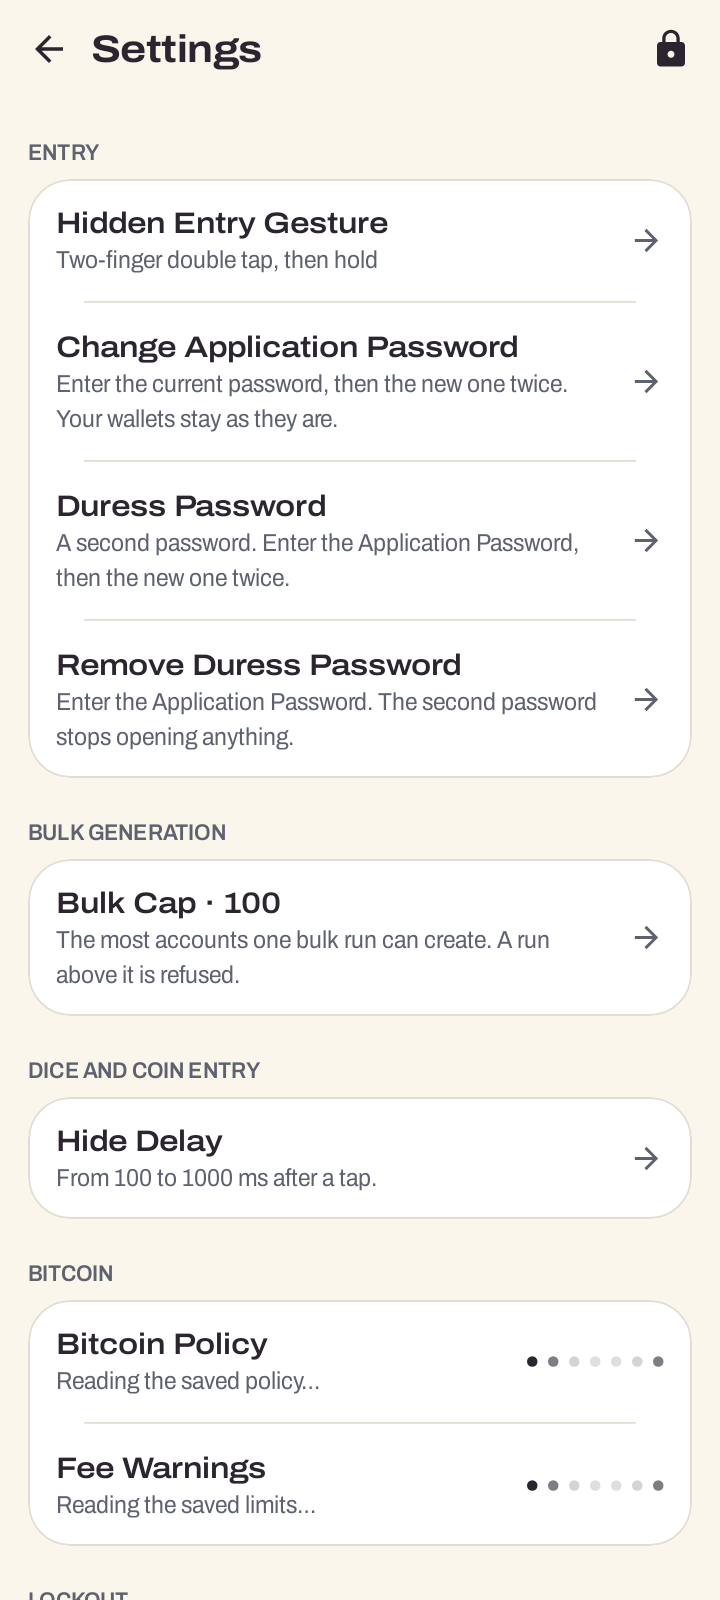 Settings
ENTRY
Hidden Entry Gesture
Two-finger double tap, then hold
Change Application Password
Enter the current password, then the new one twice.
Your wallets stay as they are.
Duress Password
A second password. Enter the Application Password,
then the new one twice.
Remove Duress Password
Enter the Application Password. The second password
stops opening anything.
BULK GENERATION
Bulk Cap · 100
The most accounts one bulk run can create. A run
above it is refused.
DICE AND COIN ENTRY
Hide Delay
From 100 to 1000 ms after a tap.
BITCOIN
Bitcoin Policy
Reading the saved policy...
Fee Warnings
Reading the saved limits...
LOCKOUT